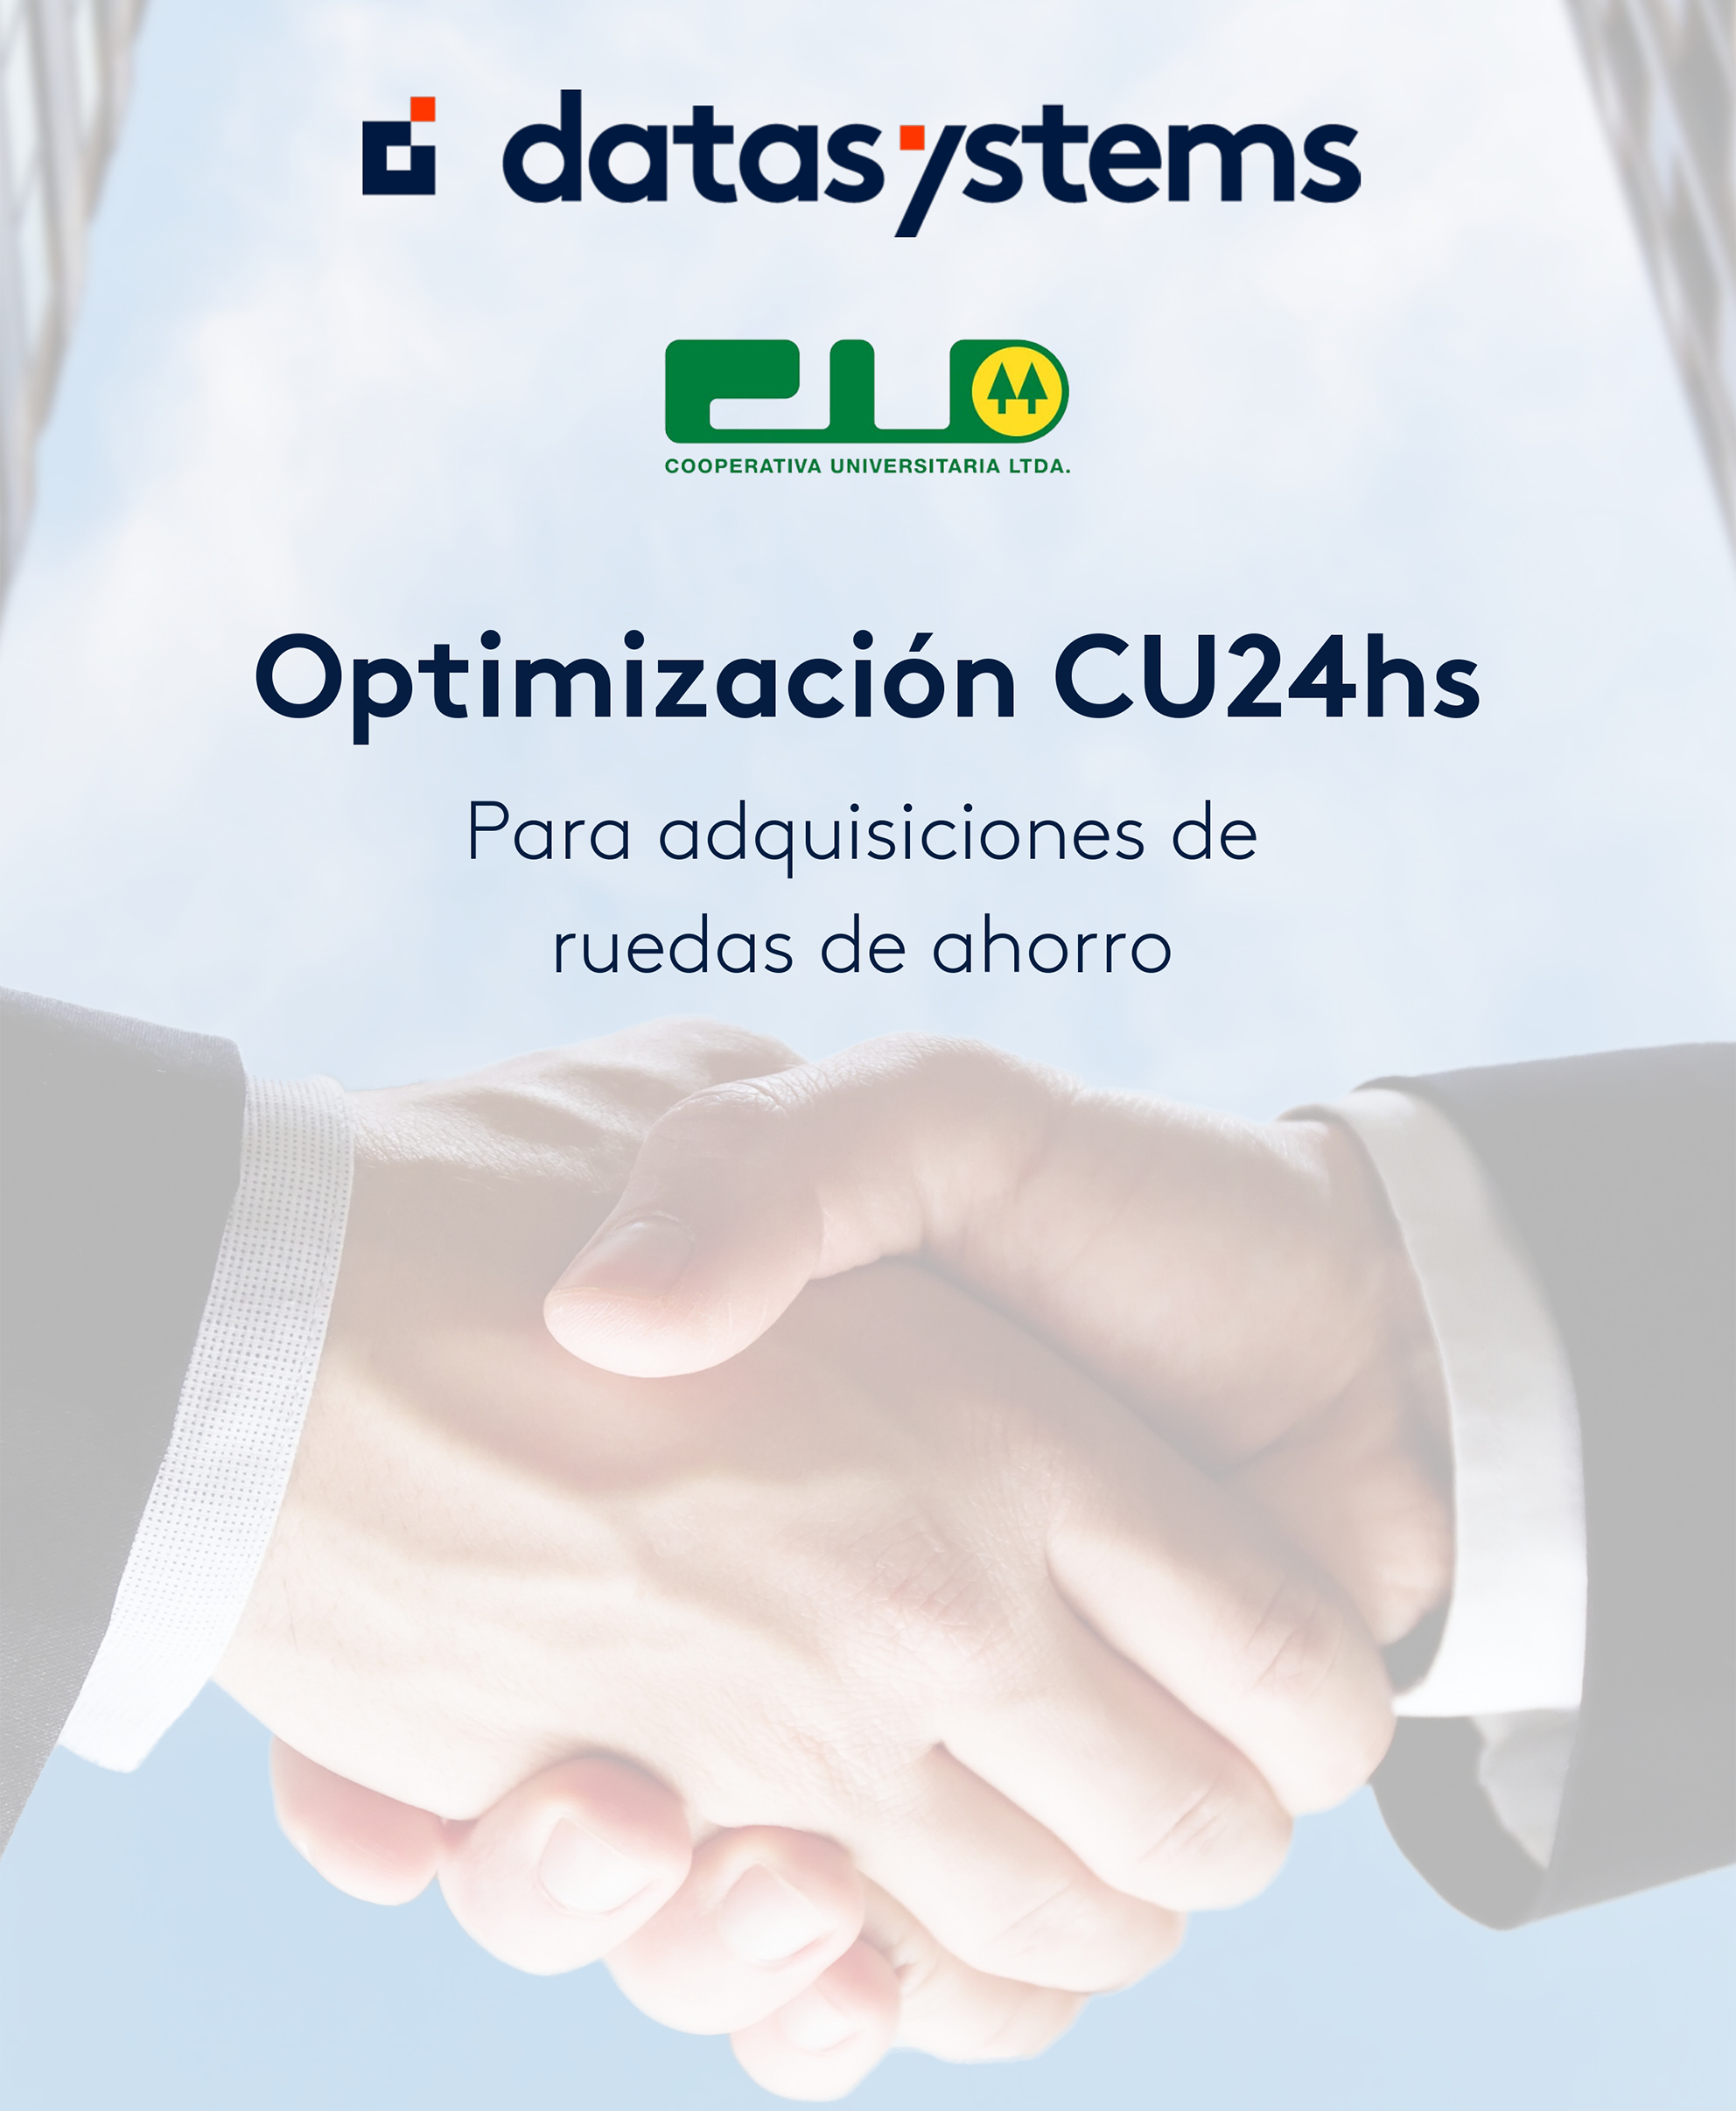 datasystems
CU
COOPERATIVA UNIVERSITARIA LTDA.
Optimización CU24hs
Para adquisiciones de
ruedas de ahorro